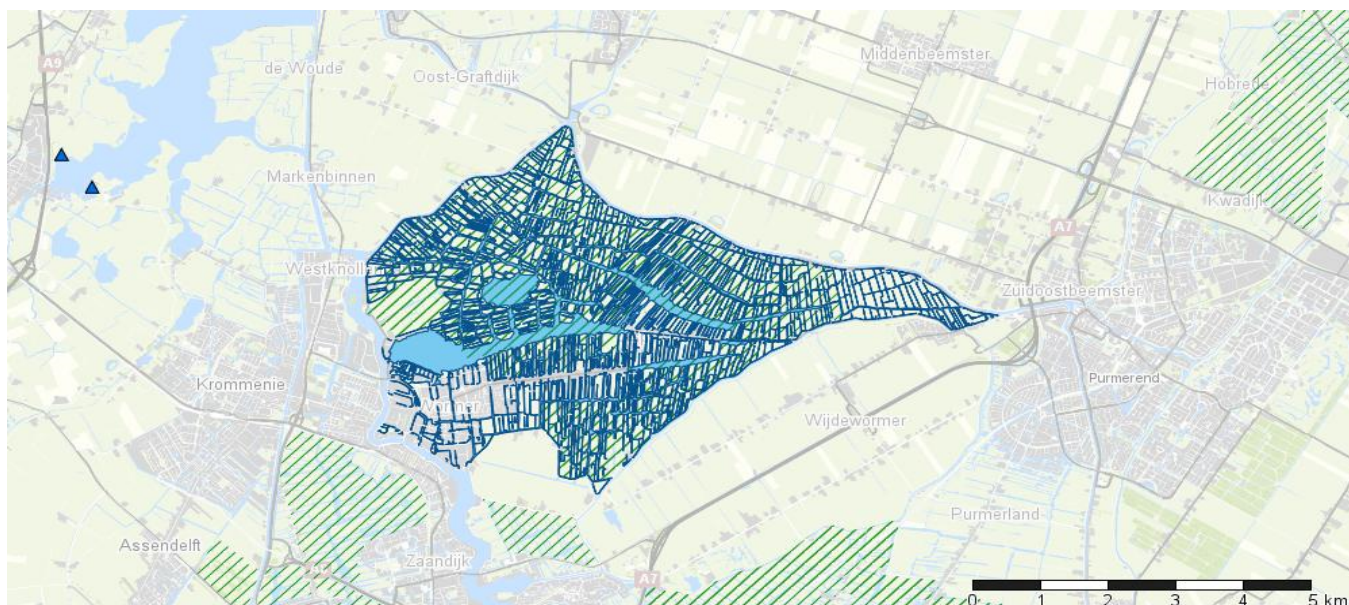 A9
de Woude
Oost-Graftdijk
Middenbeemster
Hobrede
Markenbinnen
Kwadijk
A7
Zuidoostbeemster
Krommenie
Purmerend
Wijdewormer
Purmerland
Assendelft
Zaandijk
A7
0 1 2 3 4 5 km